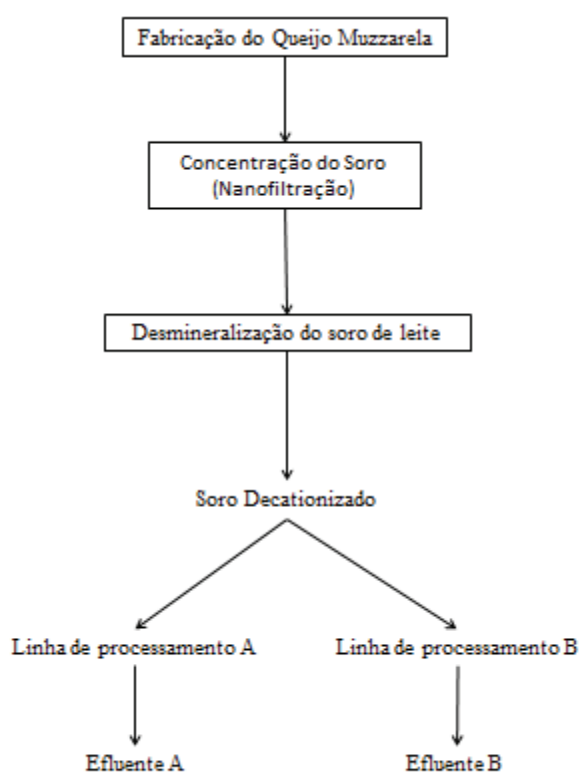 Fabricação do Queijo Muzzarela
Concentração do Soro
(Nanofiltração)
Desmineralização do soro de leite
Soro Decationizado
Linha de processamento A
Linha de processamento B
Efluente A
Efluente B